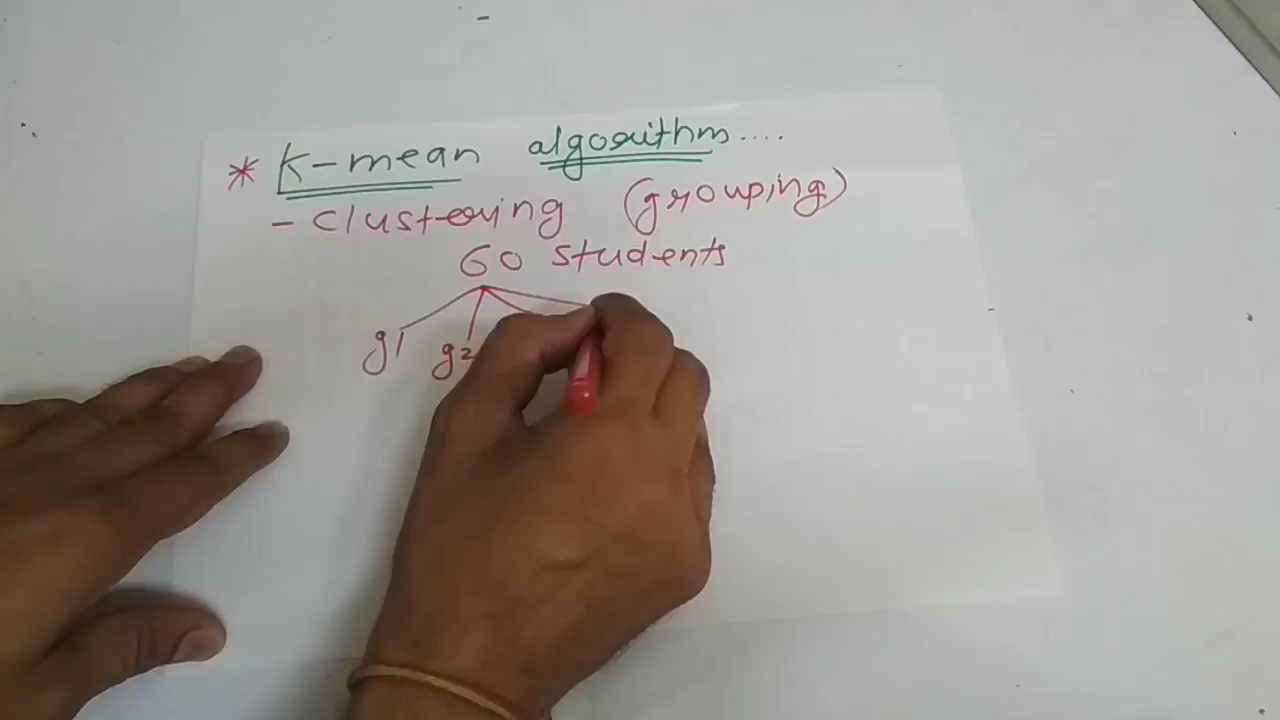 * K-mean algorithm....
- Clustering (grouping)
60 students
g1 g2